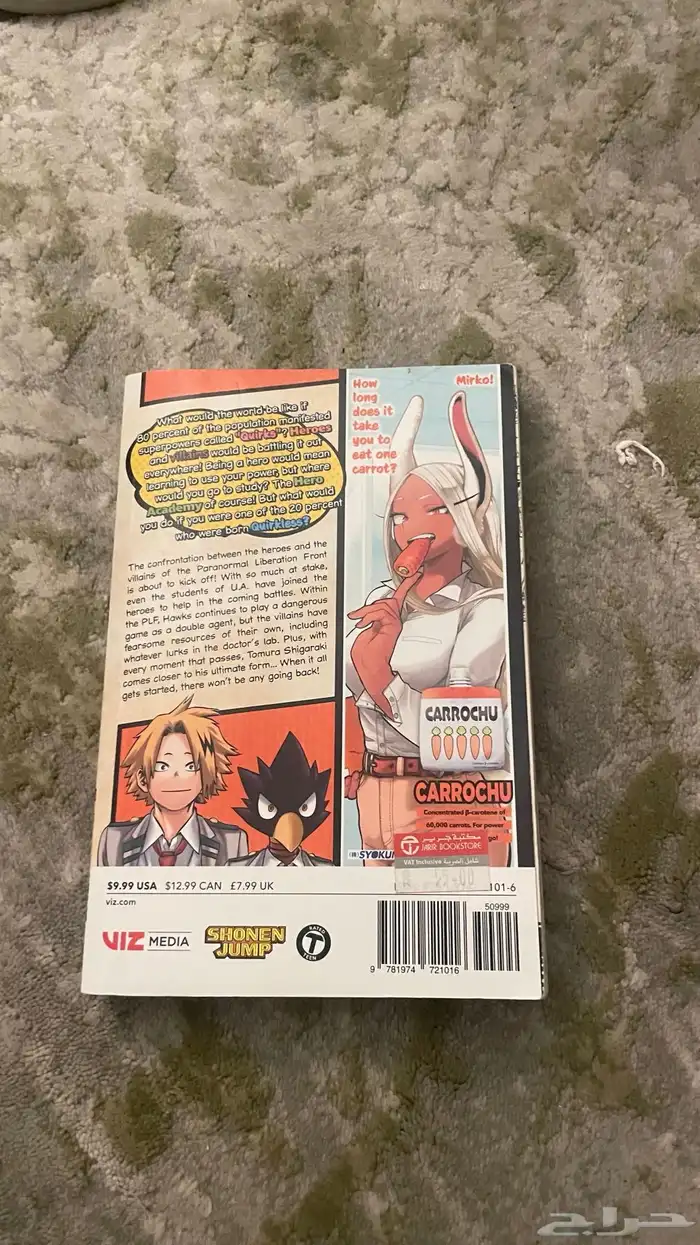 What would the world be like if
80 percent of the population manifested
superpowers called "Quirks"? Heroes
and villains would be battling it out
everywhere! Being a hero would mean
learning to use your power, but where
would you go to study? The Hero
Academy of course! But what would
you do if you were one of the 20 percent
who were born Quirkless?
The confrontation between the heroes and the
villains of the Paranormal Liberation Front
is about to kick off! With so much at stake,
even the students of U.A. have joined the
heroes to help in the coming battles. Within
the PLF, Hawks continues to play a dangerous
game as a double agent, but the villains have
fearsome resources of their own, including
whatever lurks in the doctor's lab. Plus, with
every moment that passes, Tomura Shigaraki
comes closer to his ultimate form... When it all
gets started, there won't be any going back!
How
long
does it
take
you to
eat one
carrot?
Mirko!
CARROCHU
CARROCHU
Concentrated β-carotene of
60,000 carrots. For power
go!
SYOKU
مكتبة جرير
JARIR BOOKSTORE
VAT Inclusive شامل الضريبة
$9.99 USA $12.99 CAN £7.99 UK
101-6
viz.com
VIZ MEDIA
SHONEN
JUMP
RATED
T
TEEN
50999
9 781974 721016
حراج